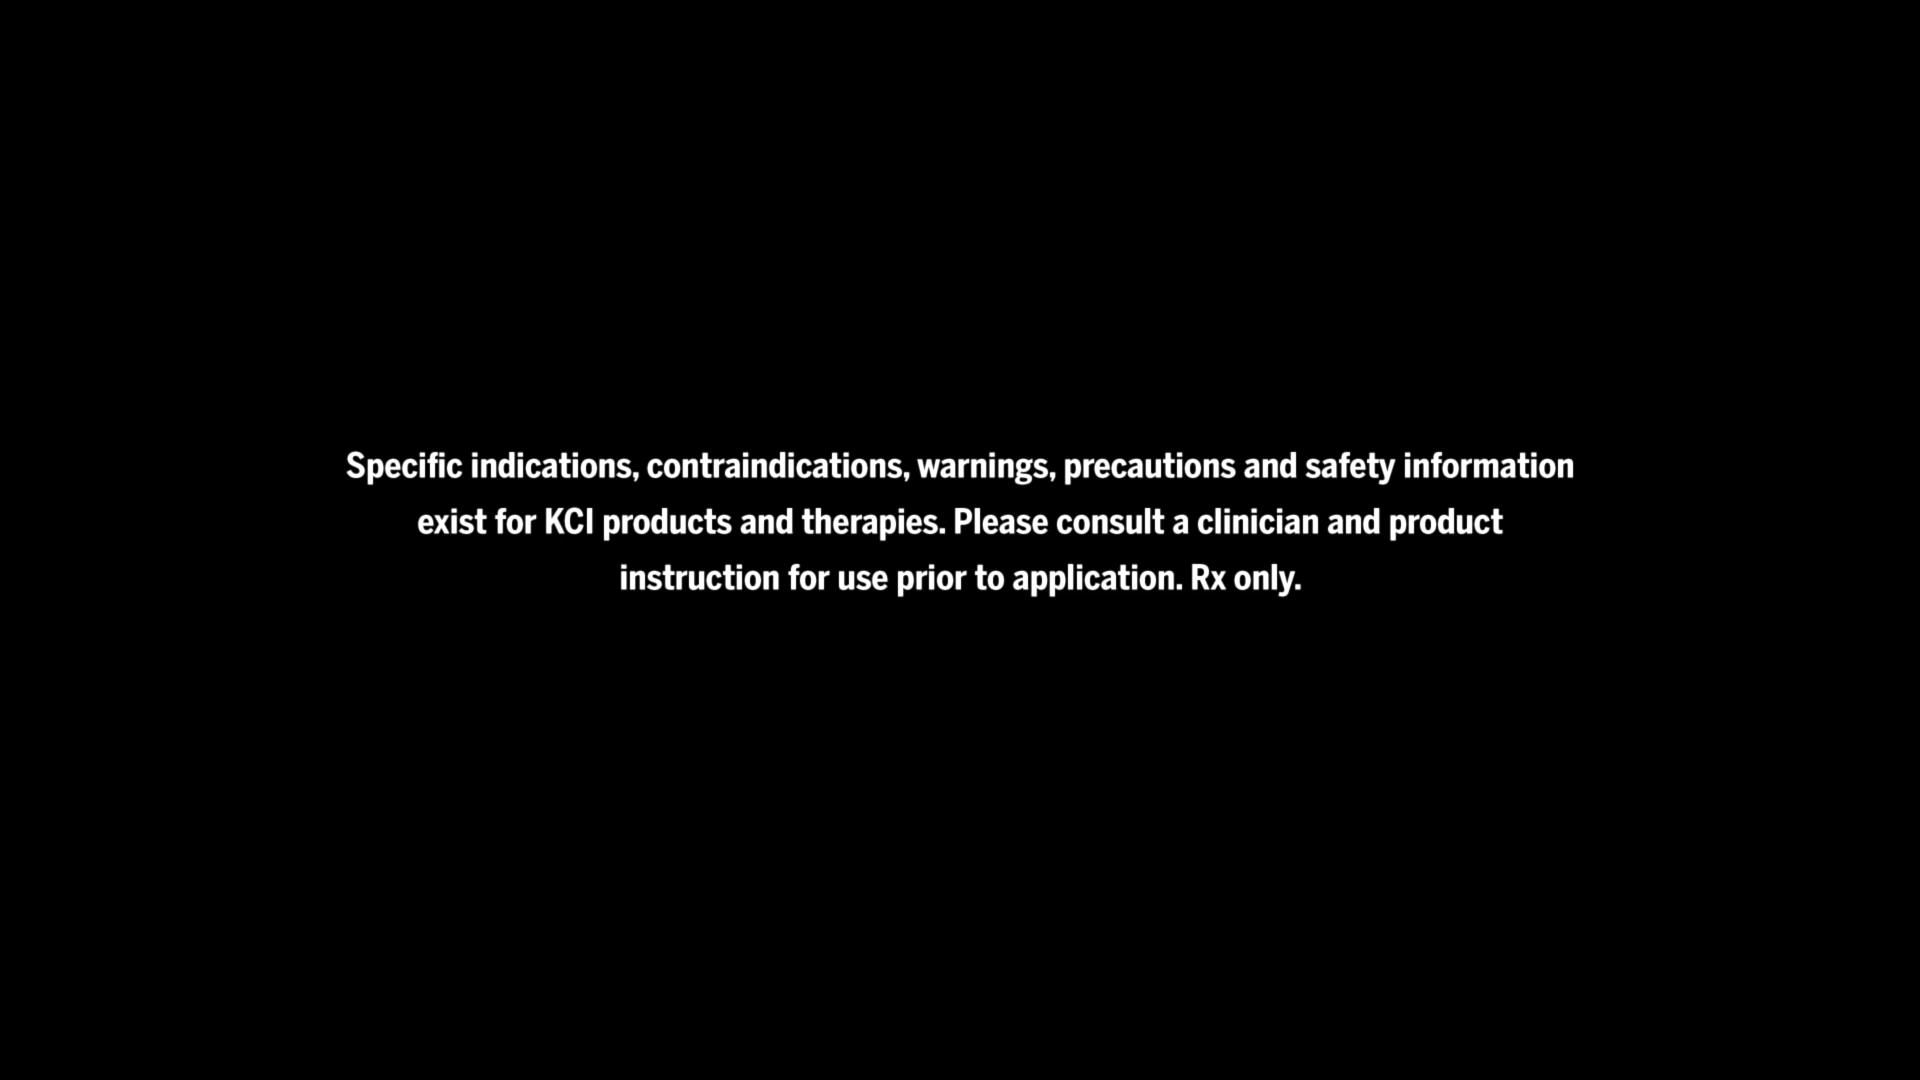 Specific indications, contraindications, warnings, precautions and safety information
exist for KCI products and therapies. Please consult a clinician and product
instruction for use prior to application. Rx only.